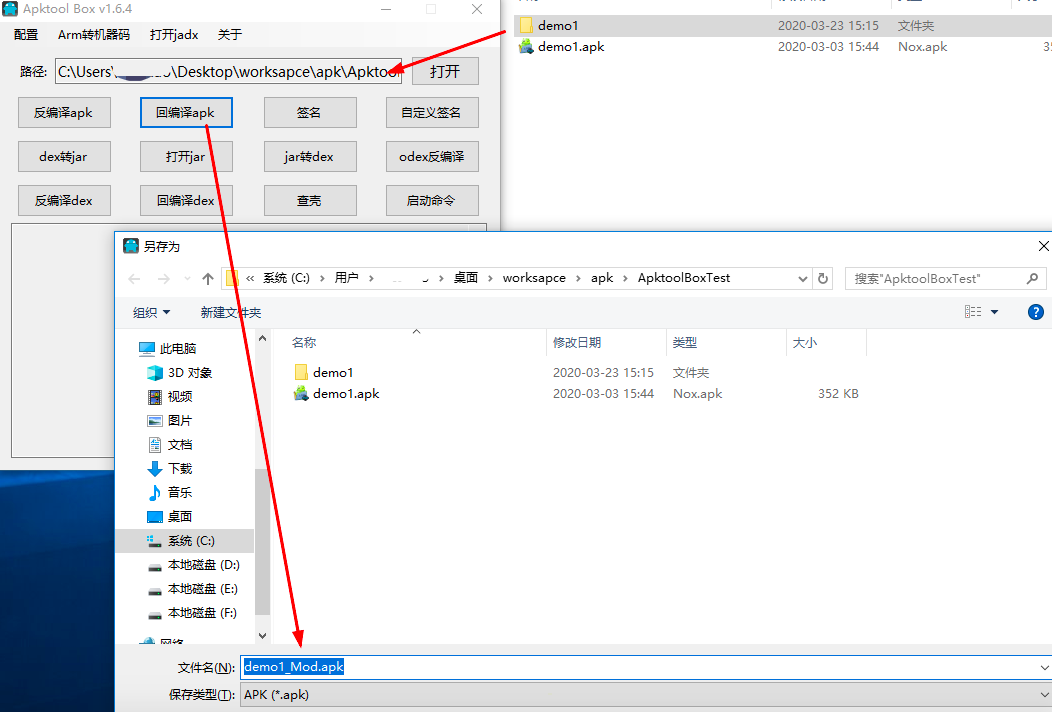 Apktool Box v1.6.4
配置 Arm转机器码 打开jadx 关于
路径: C:\Users\ \Desktop\worksapce\apk\Apktool 打开
反编译apk 回编译apk 签名 自定义签名
dex转jar 打开jar jar转dex odex反编译
反编译dex 回编译dex 查壳 启动命令
demo1 2020-03-23 15:15 文件夹
demo1.apk 2020-03-03 15:44 Nox.apk
另存为
« 系统 (C:) › 用户 › › 桌面 › worksapce › apk › ApktoolBoxTest 搜索"ApktoolBoxTest"
组织 新建文件夹
名称 修改日期 类型 大小
demo1 2020-03-23 15:15 文件夹
demo1.apk 2020-03-03 15:44 Nox.apk 352 KB
此电脑
3D 对象
视频
图片
文档
下载
音乐
桌面
系统 (C:)
本地磁盘 (D:)
本地磁盘 (E:)
本地磁盘 (F:)
网络
文件名(N): demo1_Mod.apk
保存类型(T): APK (*.apk)